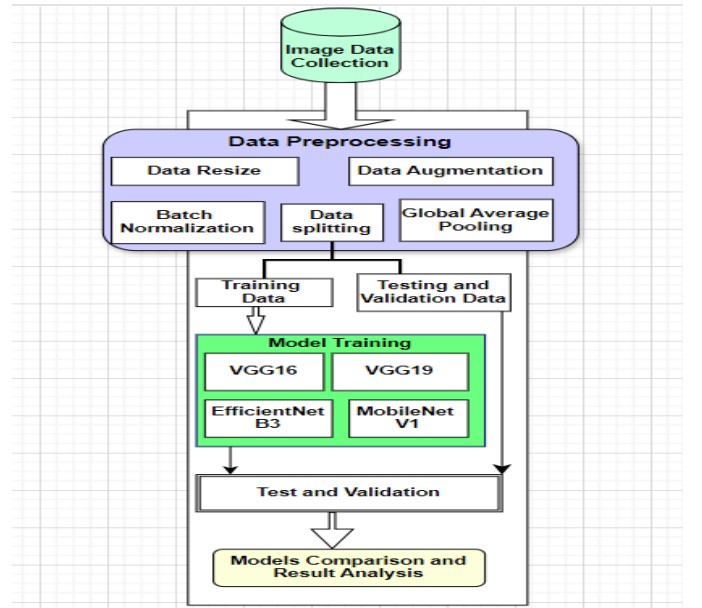 Image Data
Collection
Data Preprocessing
Data Resize
Data Augmentation
Batch
Normalization
Data
splitting
Global Average
Pooling
Training
Data
Testing and
Validation Data
Model Training
VGG16
VGG19
EfficientNet
B3
MobileNet
V1
Test and Validation
Models Comparison and
Result Analysis